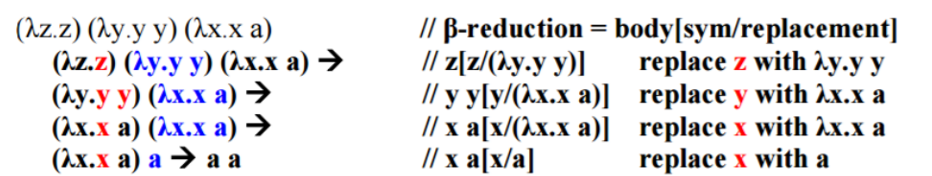 (λz.z) (λy.y y) (λx.x a) // β-reduction = body[sym/replacement]
(λz.z) (λy.y y) (λx.x a) → // z[z/(λy.y y)] replace z with λy.y y
(λy.y y) (λx.x a) → // y y[y/(λx.x a)] replace y with λx.x a
(λx.x a) (λx.x a) → // x a[x/(λx.x a)] replace x with λx.x a
(λx.x a) a → a a // x a[x/a] replace x with a